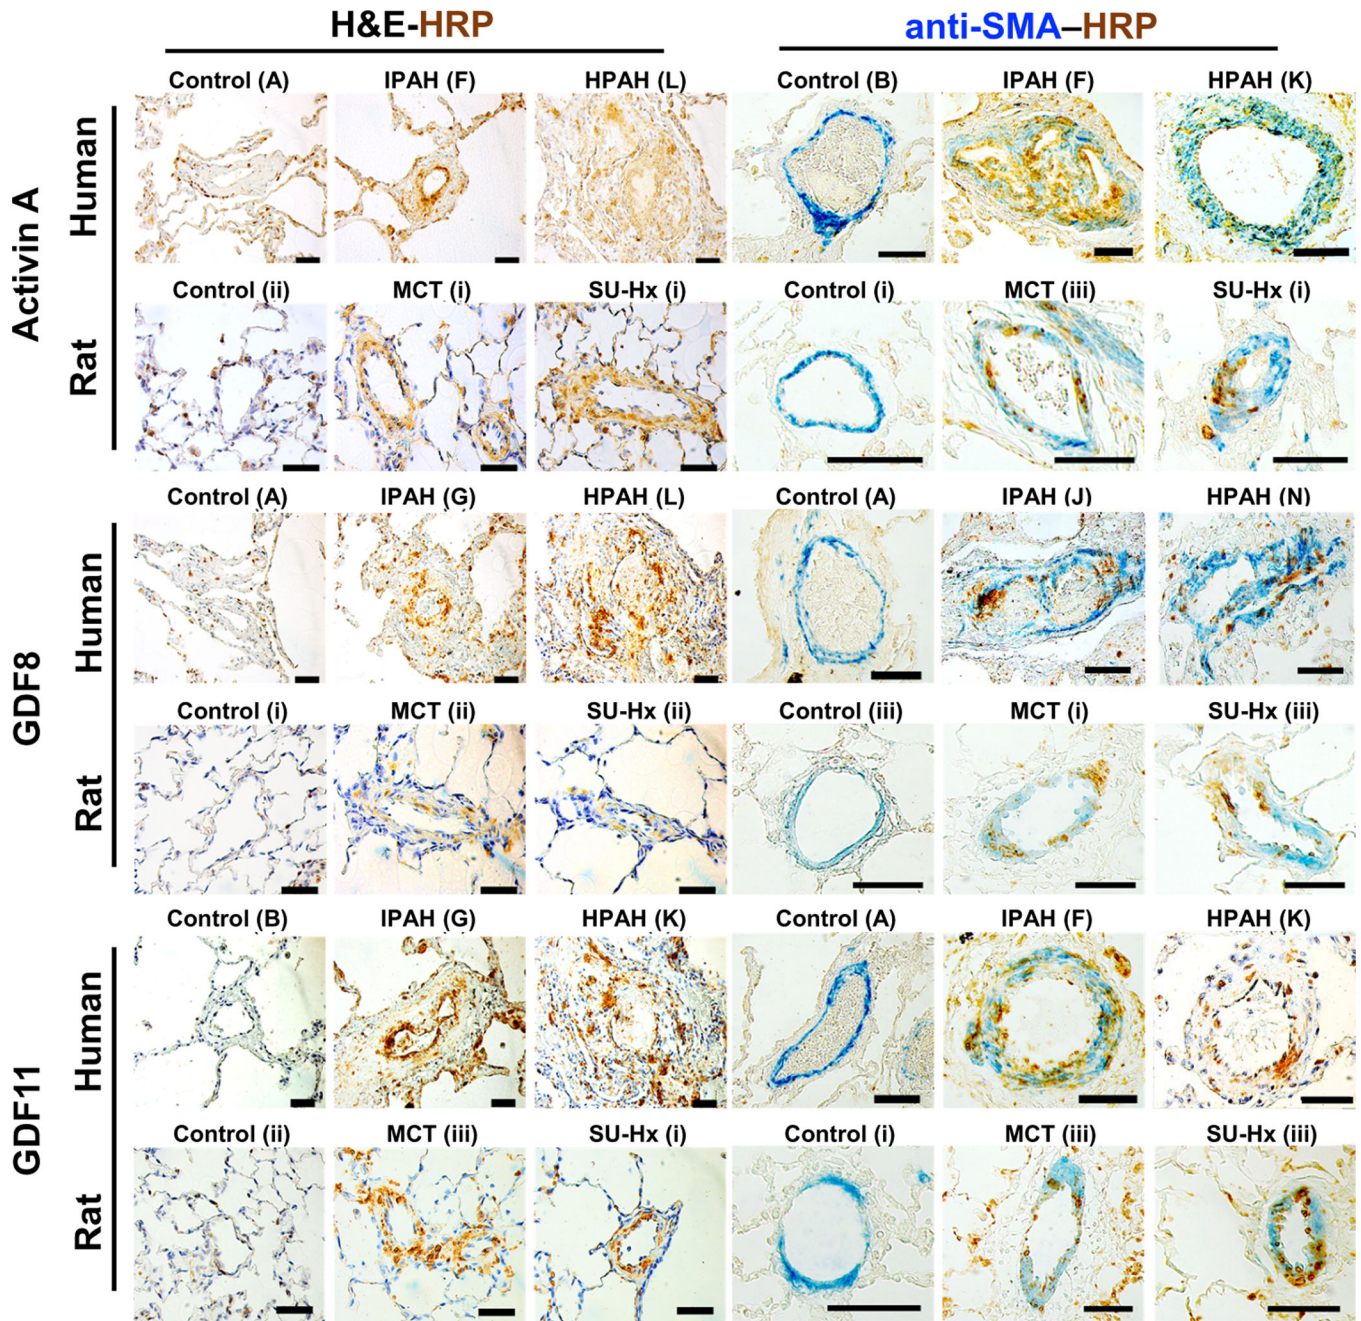 H&E-HRP
anti-SMA–HRP
Control (A)
IPAH (F)
HPAH (L)
Control (B)
IPAH (F)
HPAH (K)
Activin A
Human
Control (ii)
MCT (i)
SU-Hx (i)
Control (i)
MCT (iii)
SU-Hx (i)
Rat
Control (A)
IPAH (G)
HPAH (L)
Control (A)
IPAH (J)
HPAH (N)
GDF8
Human
Control (i)
MCT (ii)
SU-Hx (ii)
Control (iii)
MCT (i)
SU-Hx (iii)
Rat
Control (B)
IPAH (G)
HPAH (K)
Control (A)
IPAH (F)
HPAH (K)
GDF11
Human
Control (ii)
MCT (iii)
SU-Hx (i)
Control (i)
MCT (iii)
SU-Hx (iii)
Rat